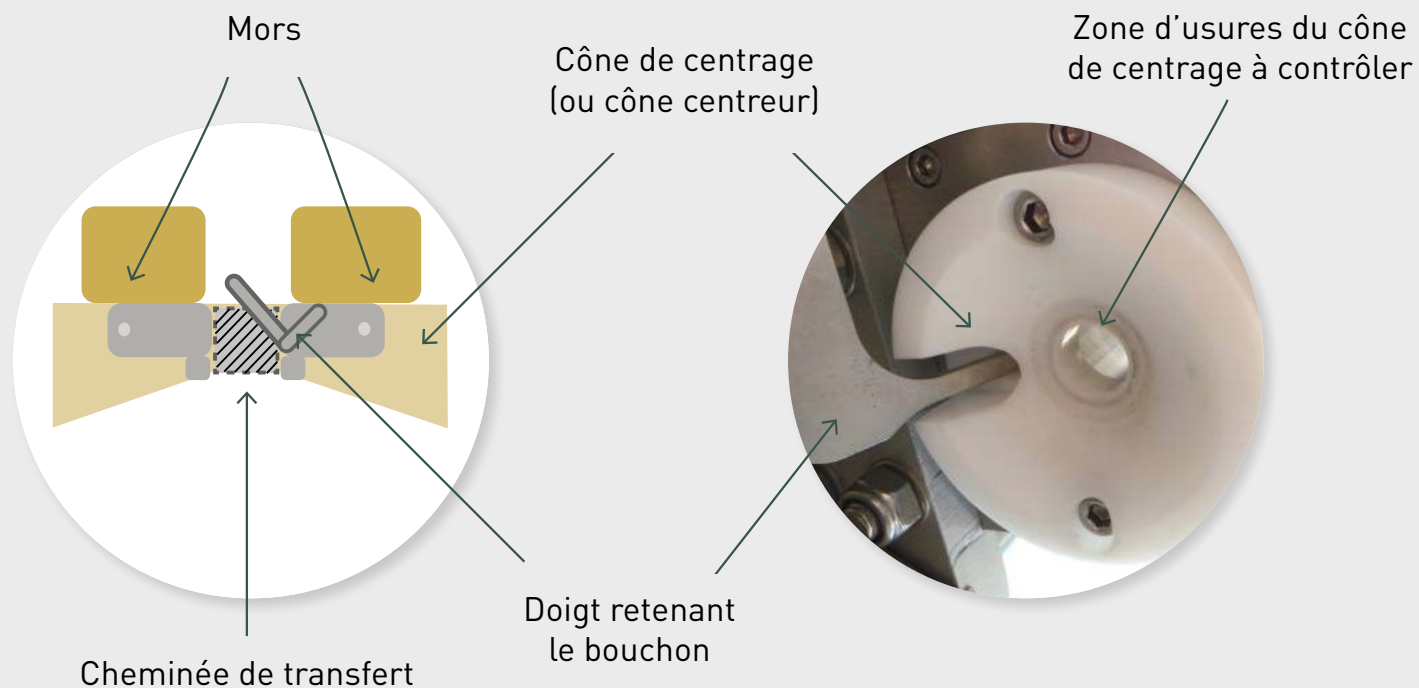 Mors
Cône de centrage
(ou cône centreur)
Zone d’usures du cône
de centrage à contrôler
Doigt retenant
le bouchon
Cheminée de transfert